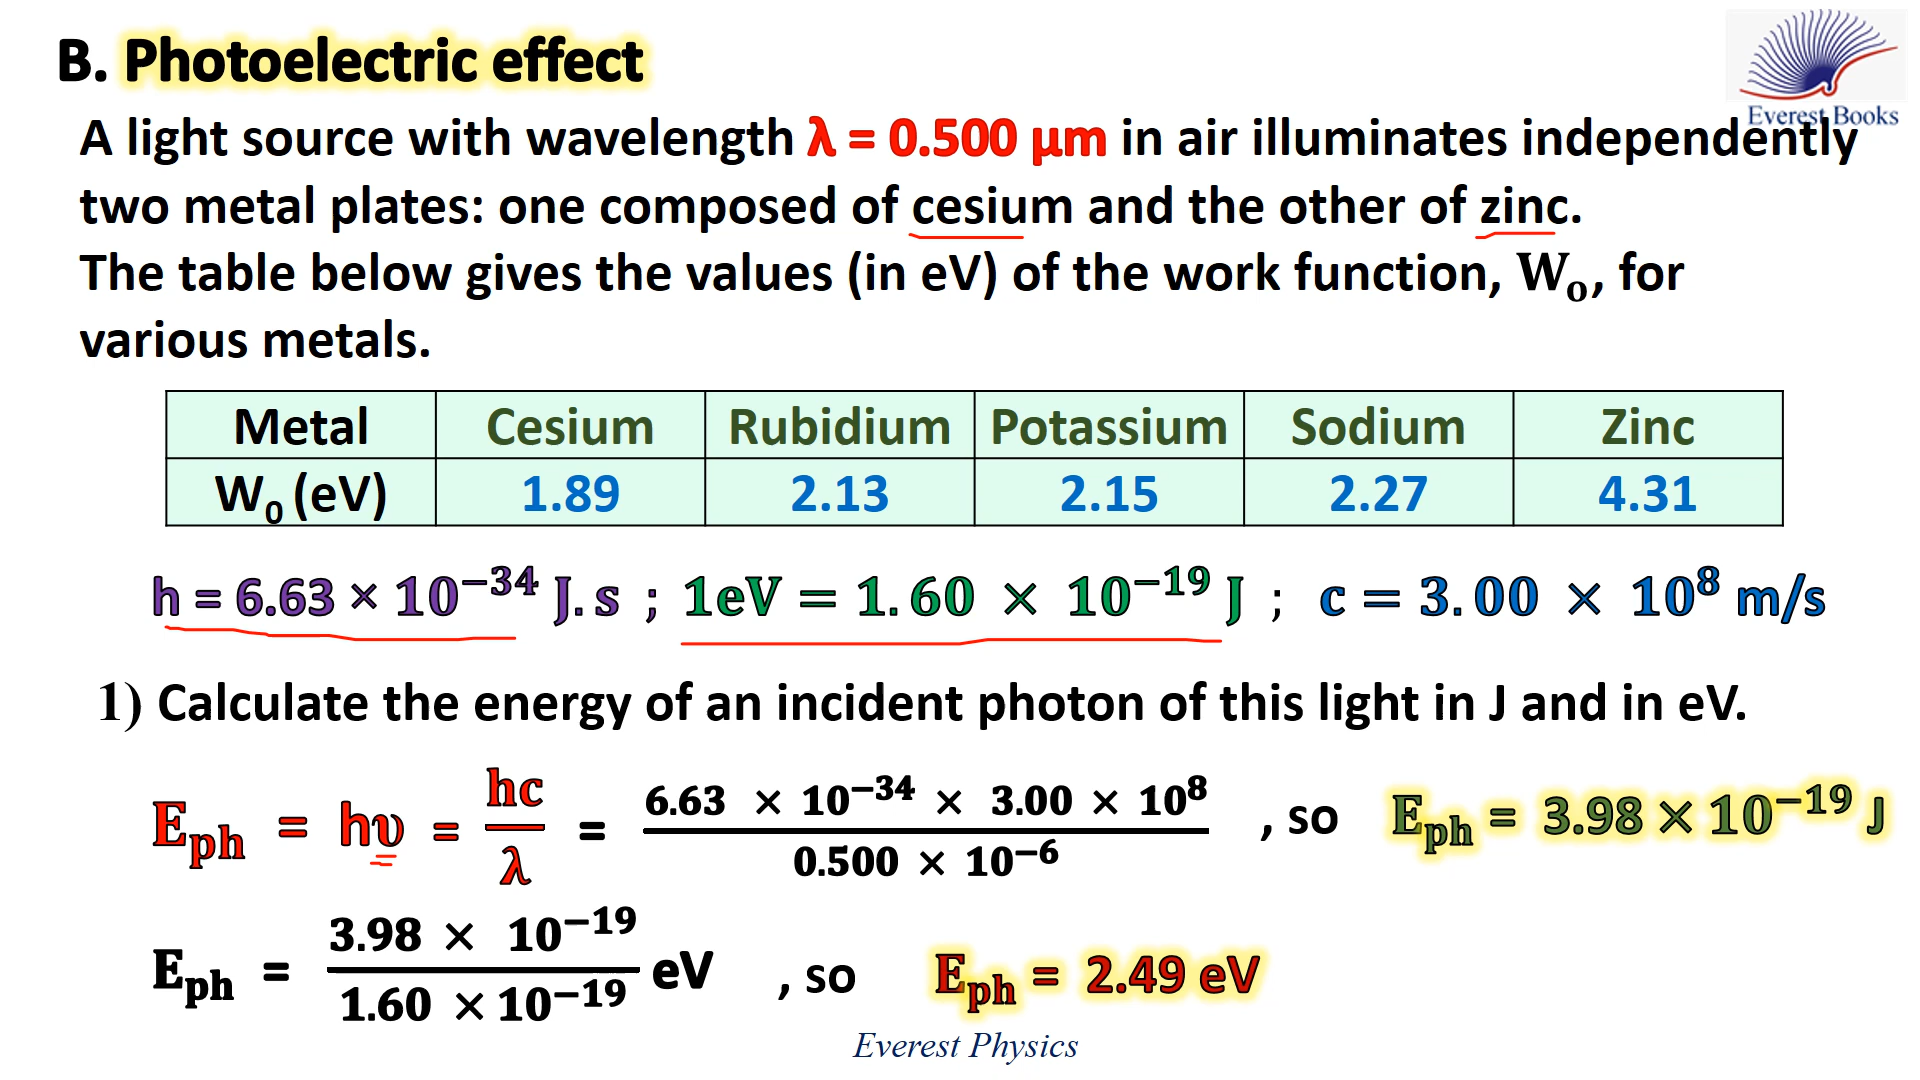 B. Photoelectric effect
Everest Books
A light source with wavelength λ = 0.500 μm in air illuminates independently
two metal plates: one composed of cesium and the other of zinc.
The table below gives the values (in eV) of the work function, Wₒ, for
various metals.
Metal Cesium Rubidium Potassium Sodium Zinc
W₀ (eV) 1.89 2.13 2.15 2.27 4.31
h = 6.63 × 10⁻³⁴ J.s ; 1eV = 1.60 × 10⁻¹⁹ J ; c = 3.00 × 10⁸ m/s
1) Calculate the energy of an incident photon of this light in J and in eV.
E_ph = hυ = hc/λ = (6.63 × 10⁻³⁴ × 3.00 × 10⁸)/(0.500 × 10⁻⁶) , so E_ph = 3.98 × 10⁻¹⁹ J
E_ph = (3.98 × 10⁻¹⁹)/(1.60 × 10⁻¹⁹) eV , so E_ph = 2.49 eV
Everest Physics